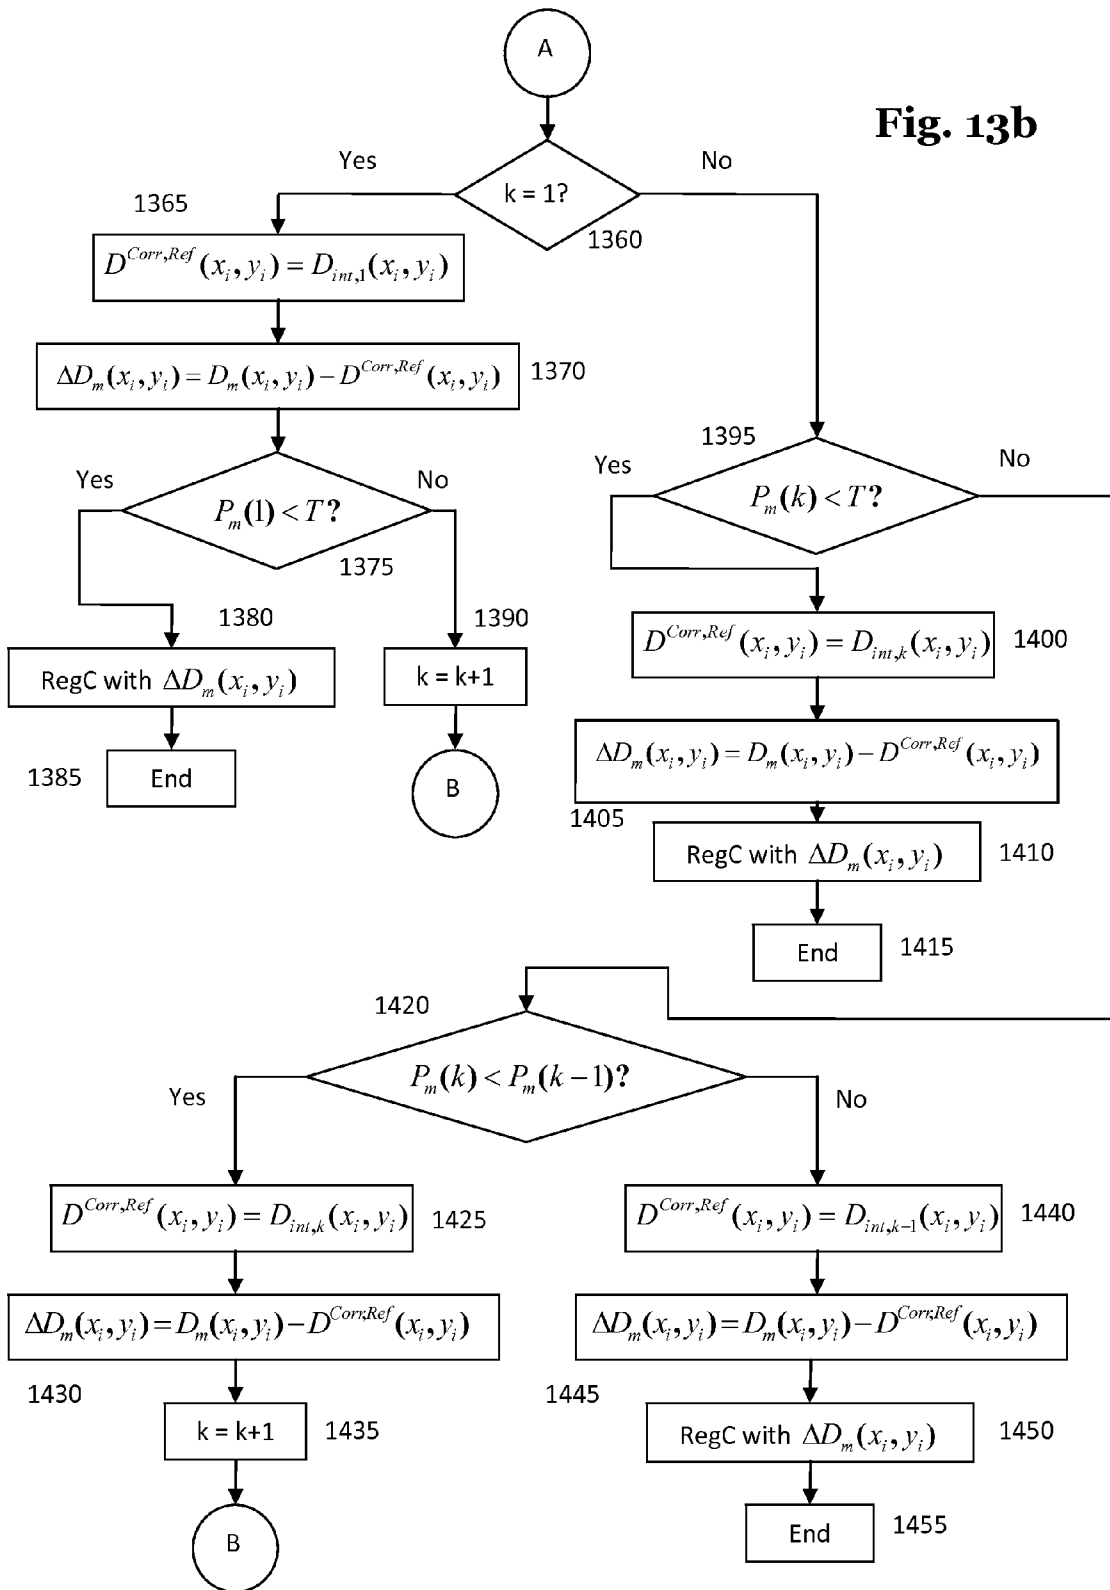 A
Fig. 13b
Yes
No
k = 1?
1360
1365
D^{Corr,Ref}(x_i, y_i) = D_{int,1}(x_i, y_i)
ΔD_m(x_i, y_i) = D_m(x_i, y_i) − D^{Corr,Ref}(x_i, y_i)
1370
1395
Yes
No
P_m(1) < T?
1375
Yes
No
P_m(k) < T?
1380
1390
RegC with ΔD_m(x_i, y_i)
k = k+1
D^{Corr,Ref}(x_i, y_i) = D_{int,k}(x_i, y_i)
1400
1385
End
B
ΔD_m(x_i, y_i) = D_m(x_i, y_i) − D^{Corr,Ref}(x_i, y_i)
1405
RegC with ΔD_m(x_i, y_i)
1410
End
1415
1420
P_m(k) < P_m(k − 1)?
Yes
No
D^{Corr,Ref}(x_i, y_i) = D_{int,k}(x_i, y_i)
1425
D^{Corr,Ref}(x_i, y_i) = D_{int,k−1}(x_i, y_i)
1440
ΔD_m(x_i, y_i) = D_m(x_i, y_i) − D^{Corr,Ref}(x_i, y_i)
ΔD_m(x_i, y_i) = D_m(x_i, y_i) − D^{Corr,Ref}(x_i, y_i)
1430
1445
k = k+1
1435
RegC with ΔD_m(x_i, y_i)
1450
B
End
1455